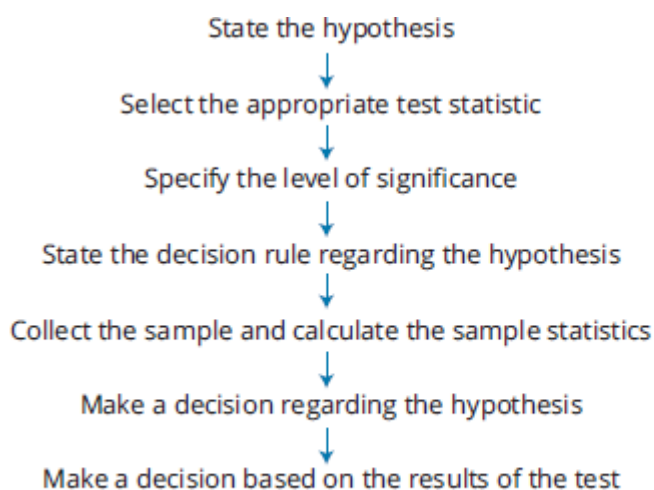 State the hypothesis
Select the appropriate test statistic
Specify the level of significance
State the decision rule regarding the hypothesis
Collect the sample and calculate the sample statistics
Make a decision regarding the hypothesis
Make a decision based on the results of the test